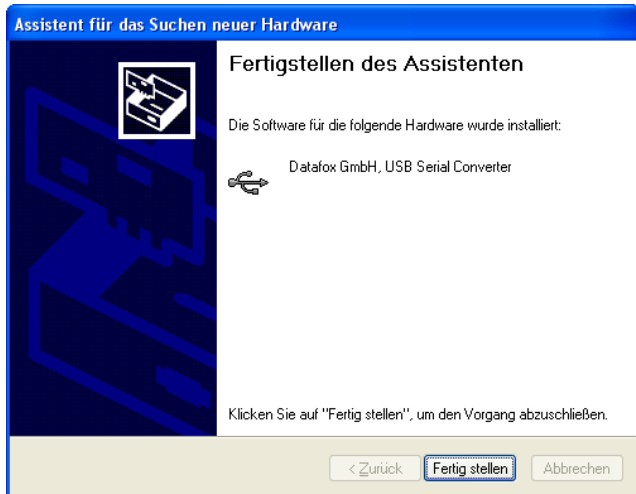 Assistent für das Suchen neuer Hardware
Fertigstellen des Assistenten
Die Software für die folgende Hardware wurde installiert:
Datafox GmbH, USB Serial Converter
Klicken Sie auf "Fertig stellen", um den Vorgang abzuschließen.
< Zurück Fertig stellen Abbrechen